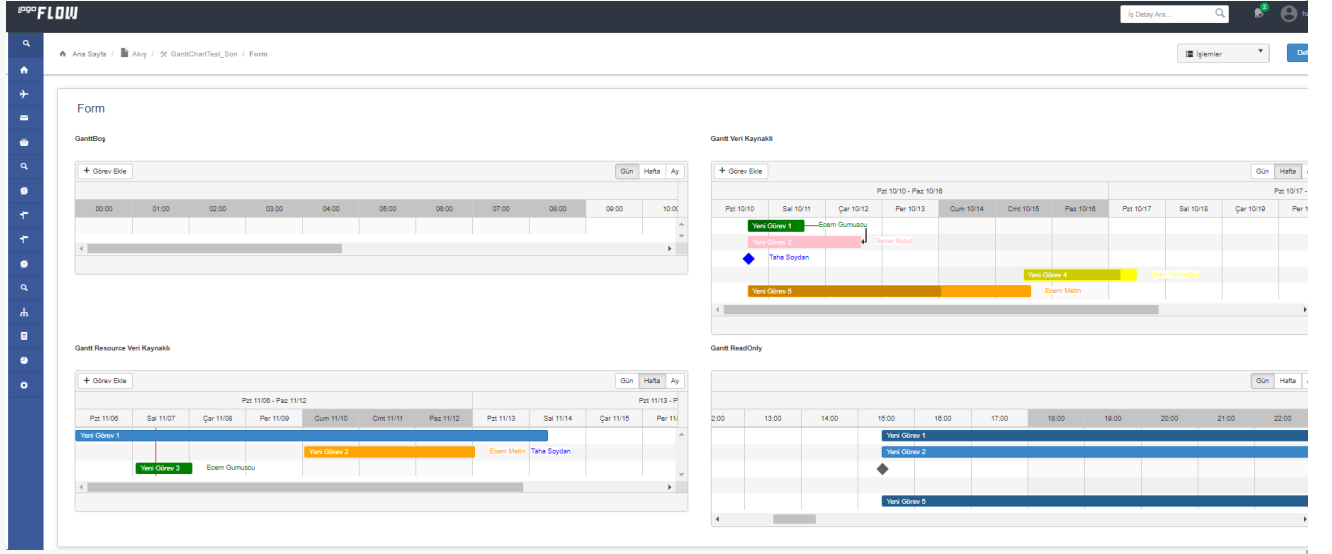 logo FLOW
İş Detay Ara...
2
Ana Sayfa / Akış / GanttChartTest_Son / Form
İşlemler
Form
GanttBoş
+ Görev Ekle
Gün Hafta Ay
00:00 01:00 02:00 03:00 04:00 05:00 06:00 07:00 08:00 09:00 10:00
Gantt Veri Kaynakli
+ Görev Ekle
Gün Hafta
Pzt 10/10 - Paz 10/16
Pzt 10/17 -
Pzt 10/10 Sal 10/11 Çar 10/12 Per 10/13 Cum 10/14 Cmt 10/15 Paz 10/16 Pzt 10/17 Sal 10/18 Çar 10/19 Per 1
Yeni Görev 1 Ecem Gumuscu
Yeni Görev 2 Tamer Bulut
Taha Soydan
Yeni Görev 4
Yeni Görev 5 Ecem Metin
Gantt Resource Veri Kaynaklı
+ Görev Ekle
Gün Hafta Ay
Pzt 11/06 - Paz 11/12
Pzt 11/13 - P
Pzt 11/06 Sal 11/07 Çar 11/08 Per 11/09 Cum 11/10 Cmt 11/11 Paz 11/12 Pzt 11/13 Sal 11/14 Çar 11/15 Per 11/
Yeni Görev 1
Yeni Görev 2 Ecem Metin Taha Soydan
Yeni Görev 3 Ecem Gumuscu
Gantt ReadOnly
Gün Hafta
2:00 13:00 14:00 15:00 16:00 17:00 18:00 19:00 20:00 21:00 22:00
Yeni Görev 1
Yeni Görev 2
Yeni Görev 5